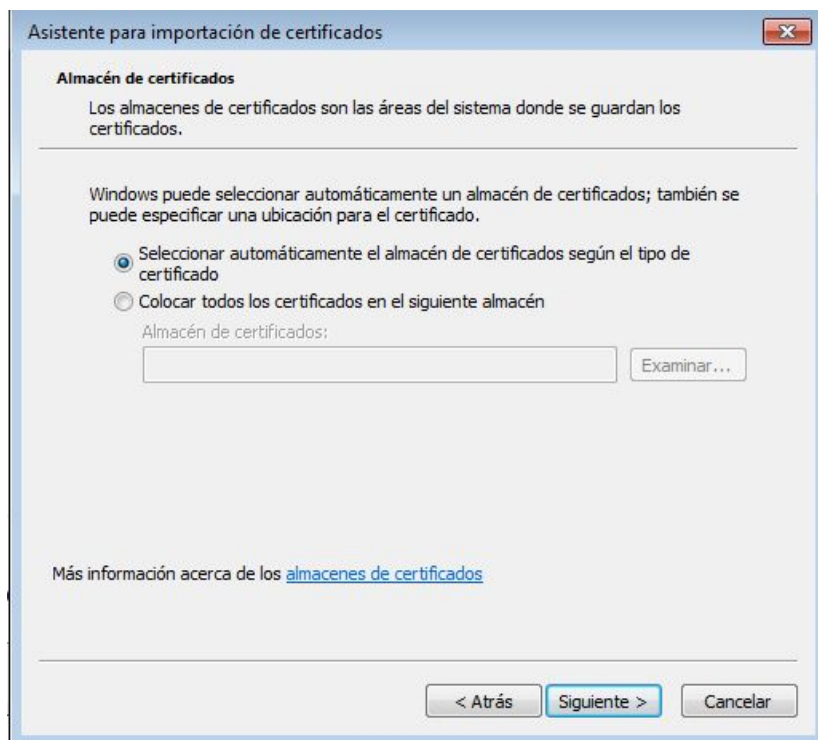 Asistente para importación de certificados
Almacén de certificados
Los almacenes de certificados son las áreas del sistema donde se guardan los
certificados.
Windows puede seleccionar automáticamente un almacén de certificados; también se
puede especificar una ubicación para el certificado.
Seleccionar automáticamente el almacén de certificados según el tipo de
certificado
Colocar todos los certificados en el siguiente almacén
Almacén de certificados:
Examinar...
Más información acerca de los almacenes de certificados
< Atrás Siguiente > Cancelar